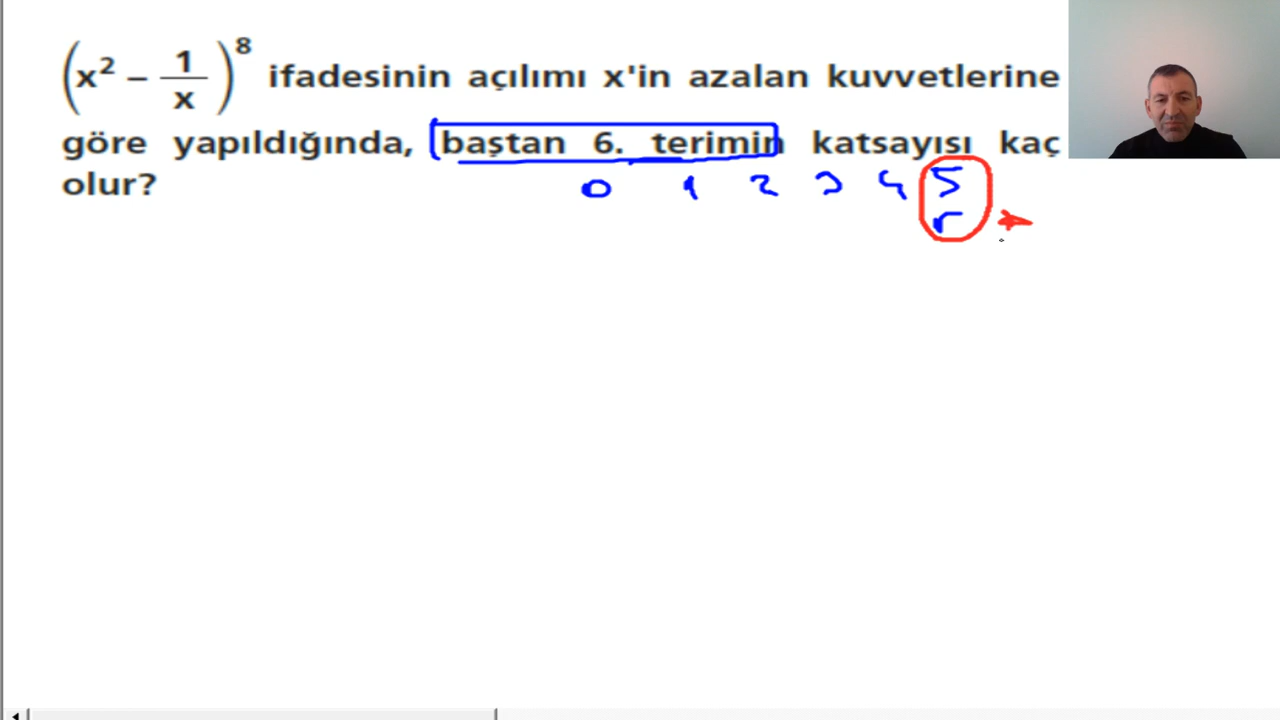 (x² - 1/x)⁸ ifadesinin açılımı x'in azalan kuvvetlerine
göre yapıldığında, baştan 6. terimin katsayısı kaç
olur?
0 1 2 3 4 5
r